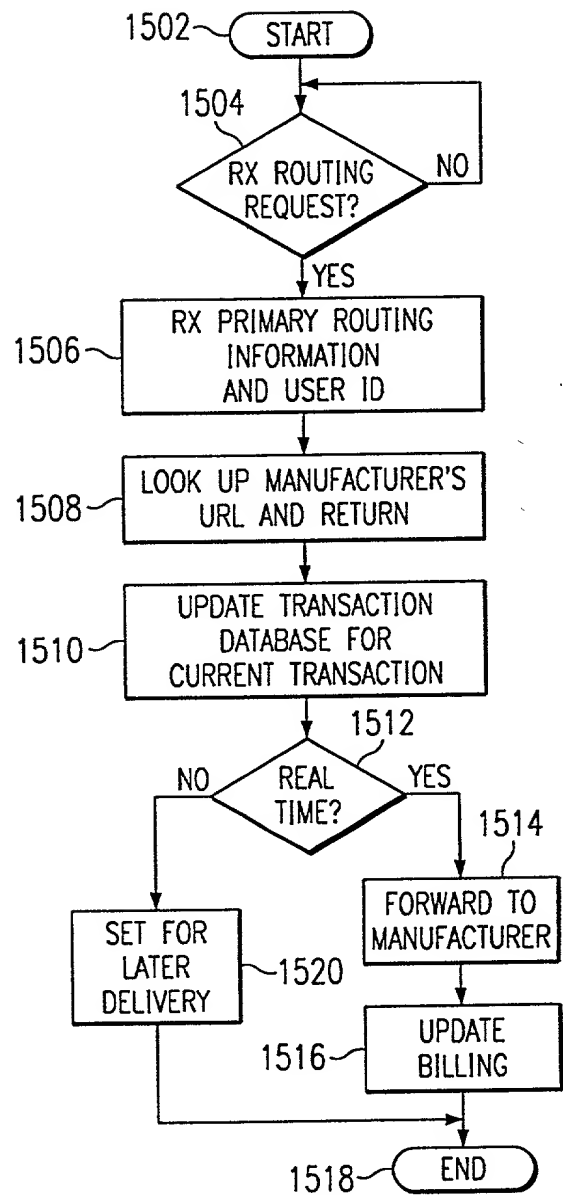 1502
START
1504
RX ROUTING
REQUEST?
NO
YES
1506
RX PRIMARY ROUTING
INFORMATION
AND USER ID
1508
LOOK UP MANUFACTURER'S
URL AND RETURN
1510
UPDATE TRANSACTION
DATABASE FOR
CURRENT TRANSACTION
1512
NO
REAL
TIME?
YES
1514
FORWARD TO
MANUFACTURER
SET FOR
LATER
DELIVERY
1520
1516
UPDATE
BILLING
1518
END